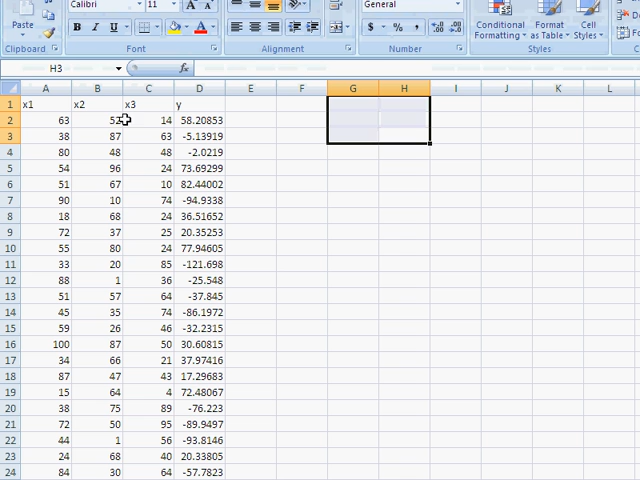 Calibri 11 A A
Paste B I U A Conditional Format Cell
$ % , .00 .0 Formatting as Table Styles
Clipboard Font Alignment Number Styles
H3 fx
A B C D E F G H I J K L
1 x1 x2 x3 y
2 63 52 14 58.20853
3 38 87 63 -5.13919
4 80 48 48 -2.0219
5 54 96 24 73.69299
6 51 67 10 82.44002
7 90 10 74 -94.9338
8 18 68 24 36.51652
9 72 37 25 20.35253
10 55 80 24 77.94605
11 33 20 85 -121.698
12 88 1 36 -25.548
13 51 57 64 -37.845
14 45 35 74 -86.1972
15 59 26 46 -32.2315
16 100 87 50 30.60815
17 34 66 21 37.97416
18 87 47 43 17.29683
19 15 64 4 72.48067
20 38 75 89 -76.223
21 72 50 95 -89.9497
22 44 1 56 -93.8146
23 24 68 40 20.33805
24 84 30 64 -57.7823